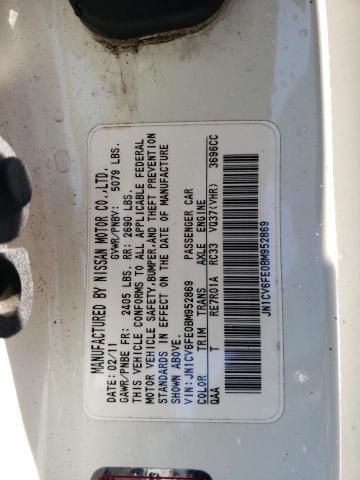 MANUFACTURED BY NISSAN MOTOR CO.,LTD.
DATE: 02/11 GVWR/PNBV: 5079 LBS.
GAWR/PNBE FR: 2405 LBS. RR: 2690 LBS.
THIS VEHICLE CONFORMS TO ALL APPLICABLE FEDERAL
MOTOR VEHICLE SAFETY,BUMPER,AND THEFT PREVENTION
STANDARDS IN EFFECT ON THE DATE OF MANUFACTURE
SHOWN ABOVE.
VIN:JN1CV6FE0BM952869 PASSENGER CAR
COLOR TRIM TRANS AXLE ENGINE
QAA T RE7R01A RC33 VQ37(VHR) 3696CC
JN1CV6FE0BM952869